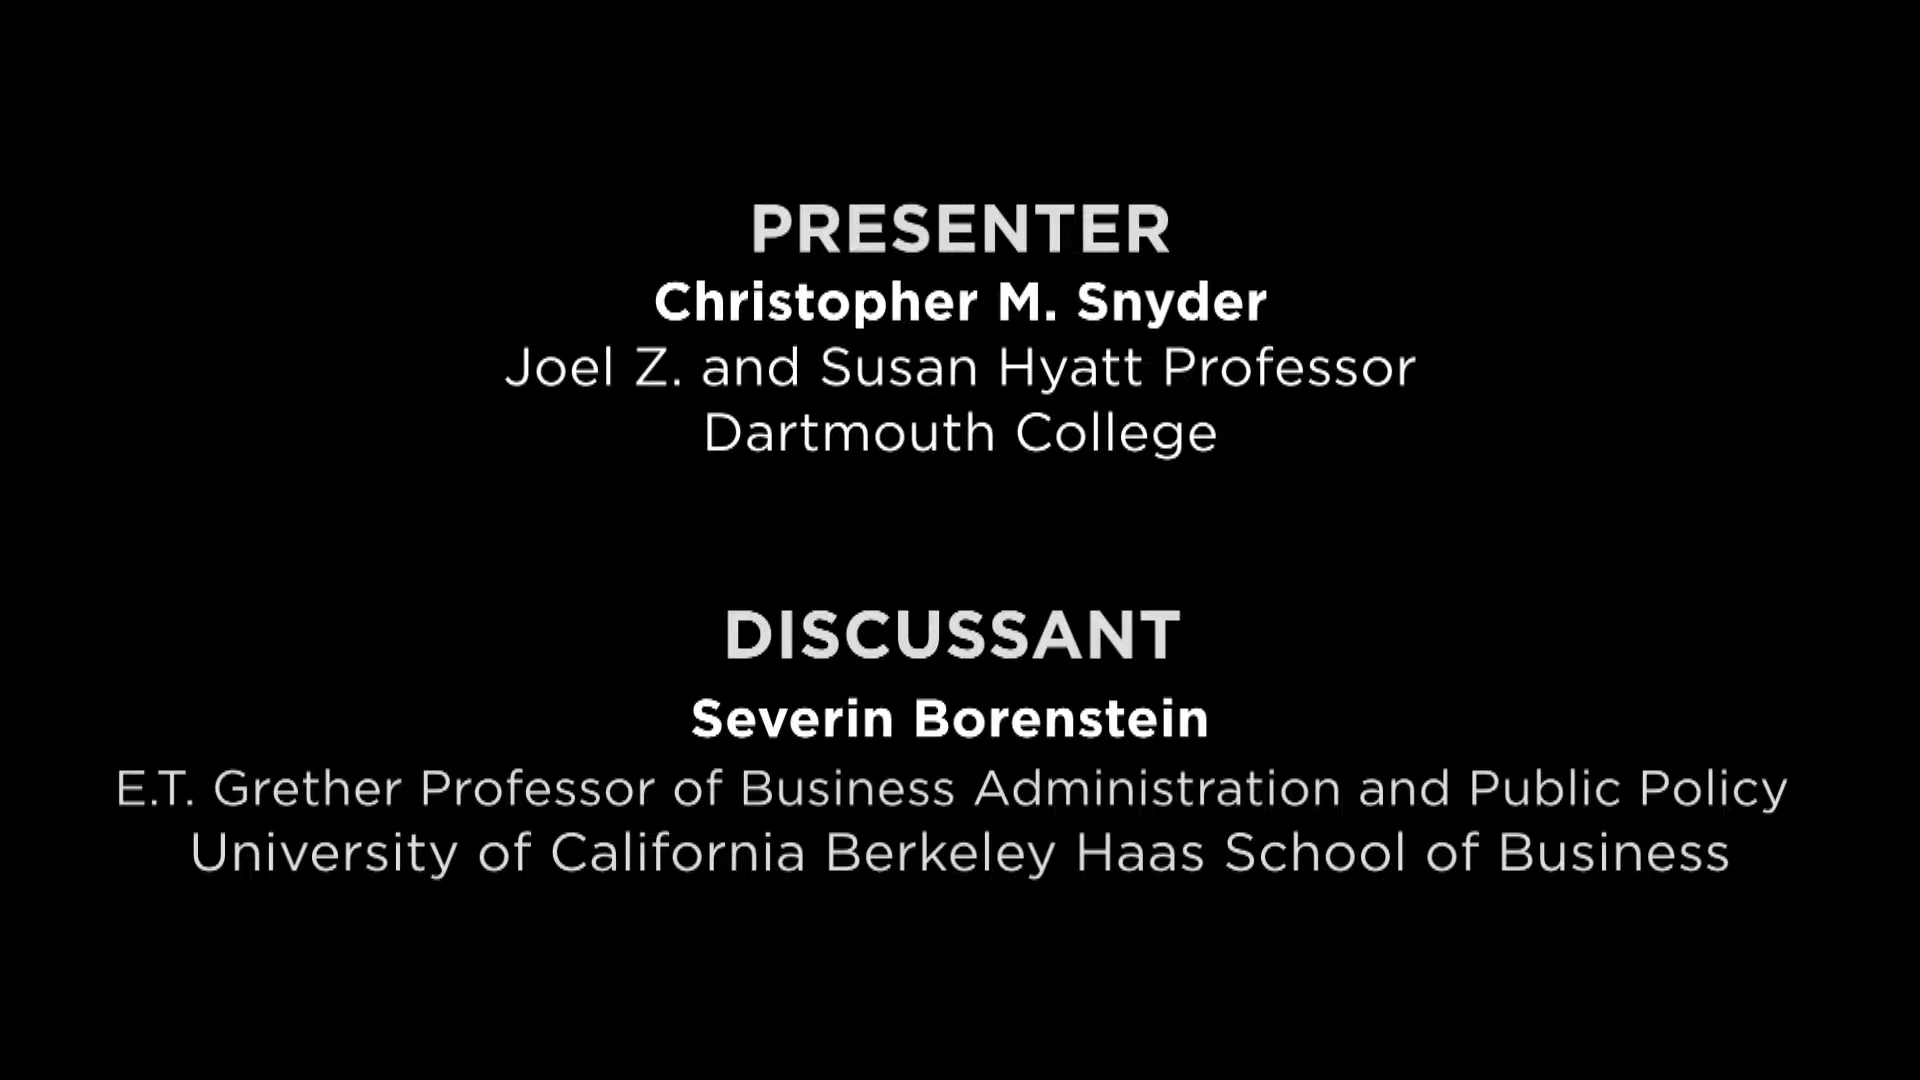 PRESENTER
Christopher M. Snyder
Joel Z. and Susan Hyatt Professor
Dartmouth College
DISCUSSANT
Severin Borenstein
E.T. Grether Professor of Business Administration and Public Policy
University of California Berkeley Haas School of Business